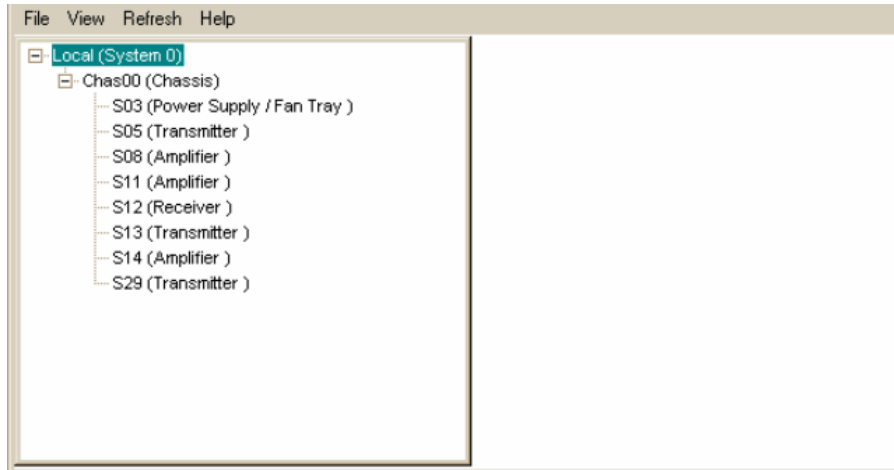 File View Refresh Help
Local (System 0)
Chas00 (Chassis)
S03 (Power Supply / Fan Tray )
S05 (Transmitter )
S08 (Amplifier )
S11 (Amplifier )
S12 (Receiver )
S13 (Transmitter )
S14 (Amplifier )
S29 (Transmitter )